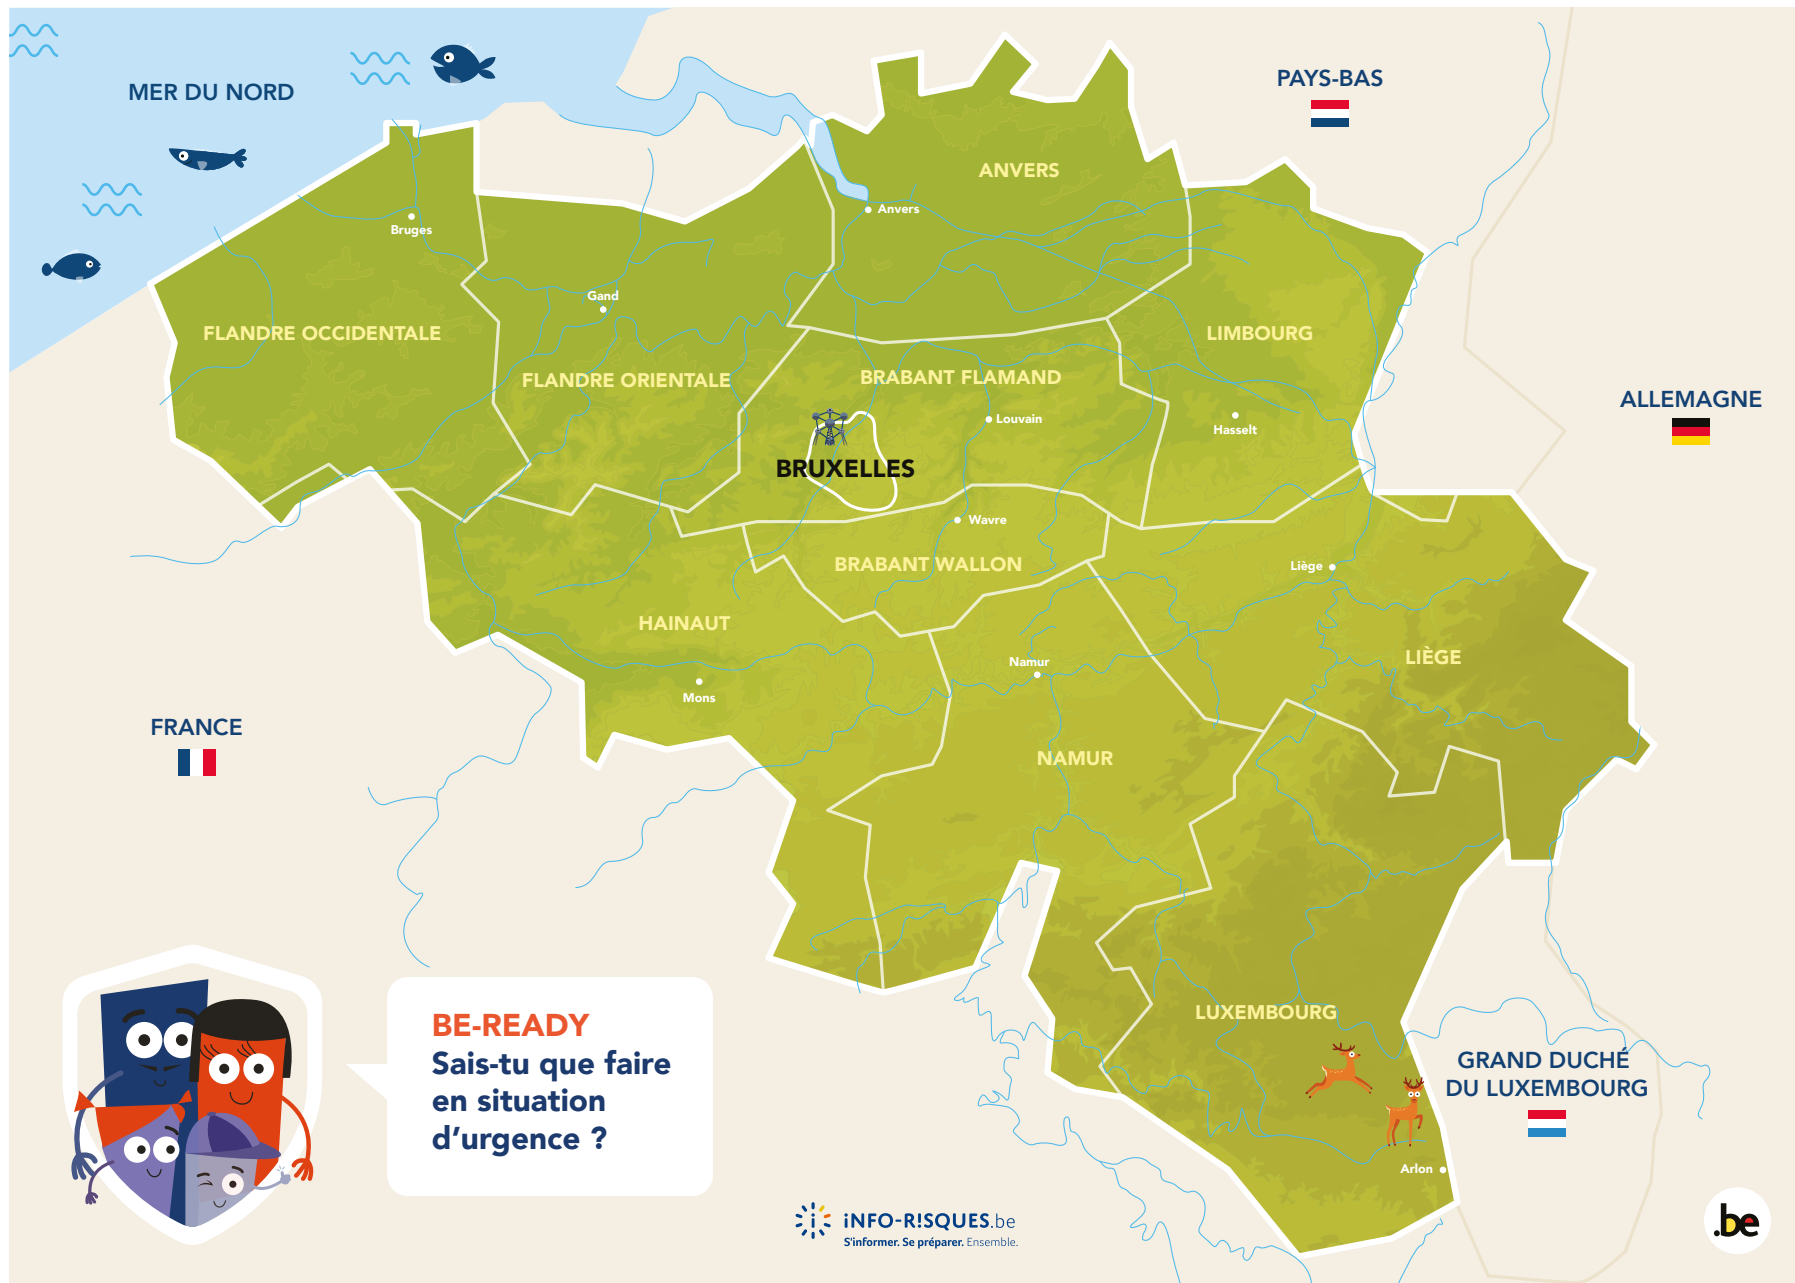 MER DU NORD
PAYS-BAS
ANVERS
Anvers
Bruges
Gand
FLANDRE OCCIDENTALE
LIMBOURG
FLANDRE ORIENTALE
BRABANT FLAMAND
ALLEMAGNE
Louvain
Hasselt
BRUXELLES
Wavre
BRABANT WALLON
Liège
HAINAUT
LIÈGE
Namur
Mons
FRANCE
NAMUR
LUXEMBOURG
GRAND DUCHÉ
DU LUXEMBOURG
Arlon
BE-READY
Sais-tu que faire
en situation
d’urgence ?
iNFO-R!SQUES.be
S'informer. Se préparer. Ensemble.
.be